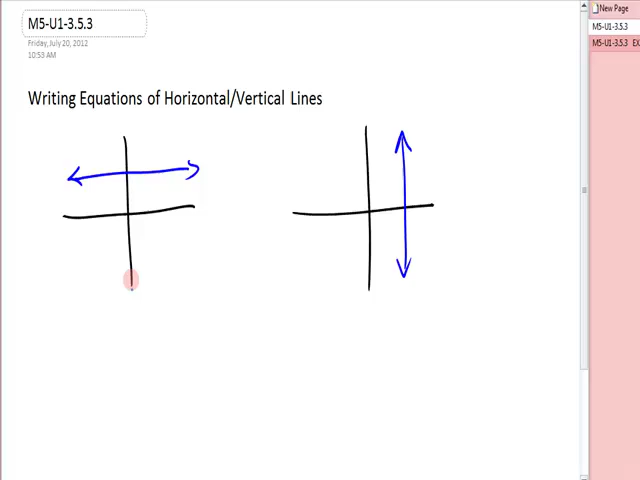 M5-U1-3.5.3
Friday, July 20, 2012
10:53 AM
Writing Equations of Horizontal/Vertical Lines
New Page
M5-U1-3.5.3
M5-U1-3.5.3 EX